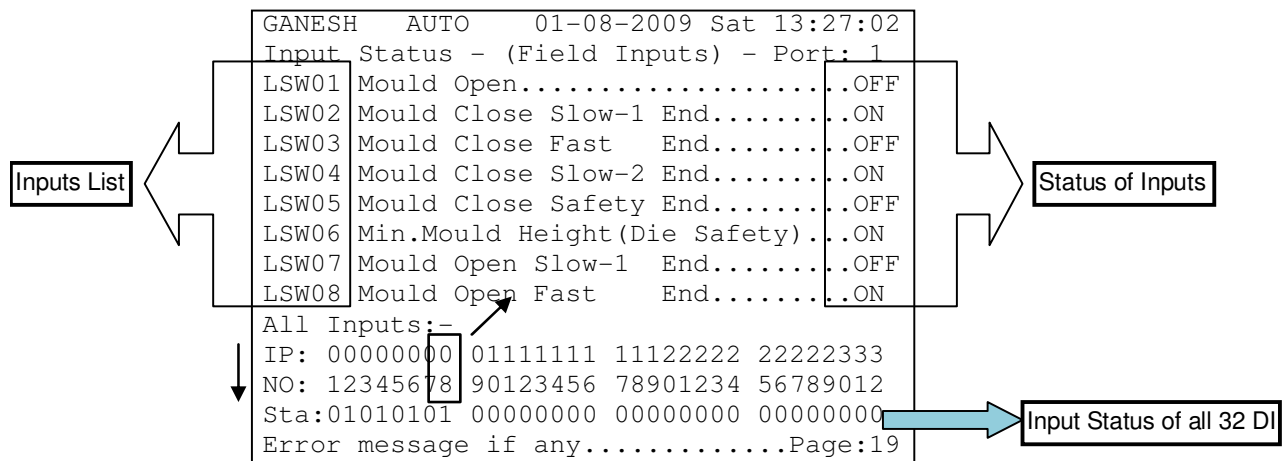 GANESH   AUTO    01-08-2009 Sat 13:27:02
Input Status - (Field Inputs) - Port: 1
LSW01 Mould Open.....................OFF
LSW02 Mould Close Slow-1 End.........ON
LSW03 Mould Close Fast   End.........OFF
LSW04 Mould Close Slow-2 End.........ON
LSW05 Mould Close Safety End.........OFF
LSW06 Min.Mould Height(Die Safety)...ON
LSW07 Mould Open Slow-1  End.........OFF
LSW08 Mould Open Fast    End.........ON
All Inputs:-
IP: 00000000 01111111 11122222 22222333
NO: 12345678 90123456 78901234 56789012
Sta:01010101 00000000 00000000 00000000
Error message if any.............Page:19
Inputs List
Status of Inputs
Input Status of all 32 DI